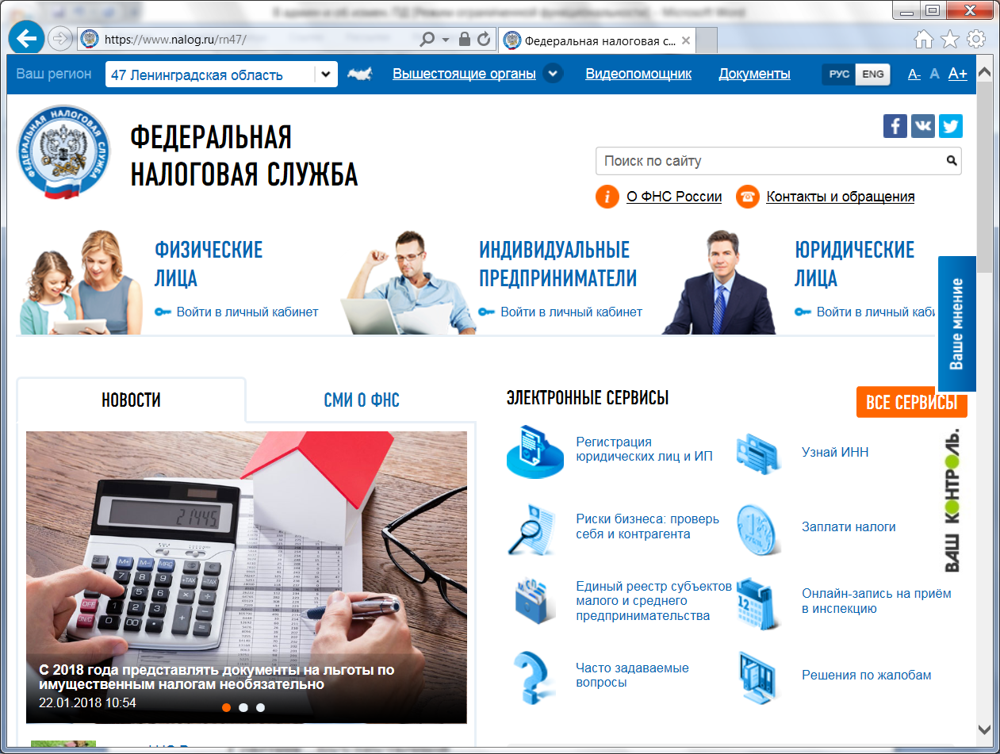 https://www.nalog.ru/rn47/
Федеральная налоговая с...
Ваш регион
47 Ленинградская область
Вышестоящие органы
Видеопомощник
Документы
РУС ENG
A- A A+
ФЕДЕРАЛЬНАЯ НАЛОГОВАЯ СЛУЖБА
ФЕДЕРАЛЬНАЯ
НАЛОГОВАЯ СЛУЖБА
Поиск по сайту
О ФНС России
Контакты и обращения
ФИЗИЧЕСКИЕ
ЛИЦА
Войти в личный кабинет
ИНДИВИДУАЛЬНЫЕ
ПРЕДПРИНИМАТЕЛИ
Войти в личный кабинет
ЮРИДИЧЕСКИЕ
ЛИЦА
Войти в личный каби
Ваше мнение
НОВОСТИ
СМИ О ФНС
21445
С 2018 года представлять документы на льготы по
имущественным налогам необязательно
22.01.2018 10:54
ЭЛЕКТРОННЫЕ СЕРВИСЫ
ВСЕ СЕРВИСЫ
Регистрация
юридических лиц и ИП
Узнай ИНН
Риски бизнеса: проверь
себя и контрагента
Заплати налоги
Единый реестр субъектов
малого и среднего
предпринимательства
Онлайн-запись на приём
в инспекцию
Часто задаваемые
вопросы
Решения по жалобам
ВАШ КОНТРОЛЬ.